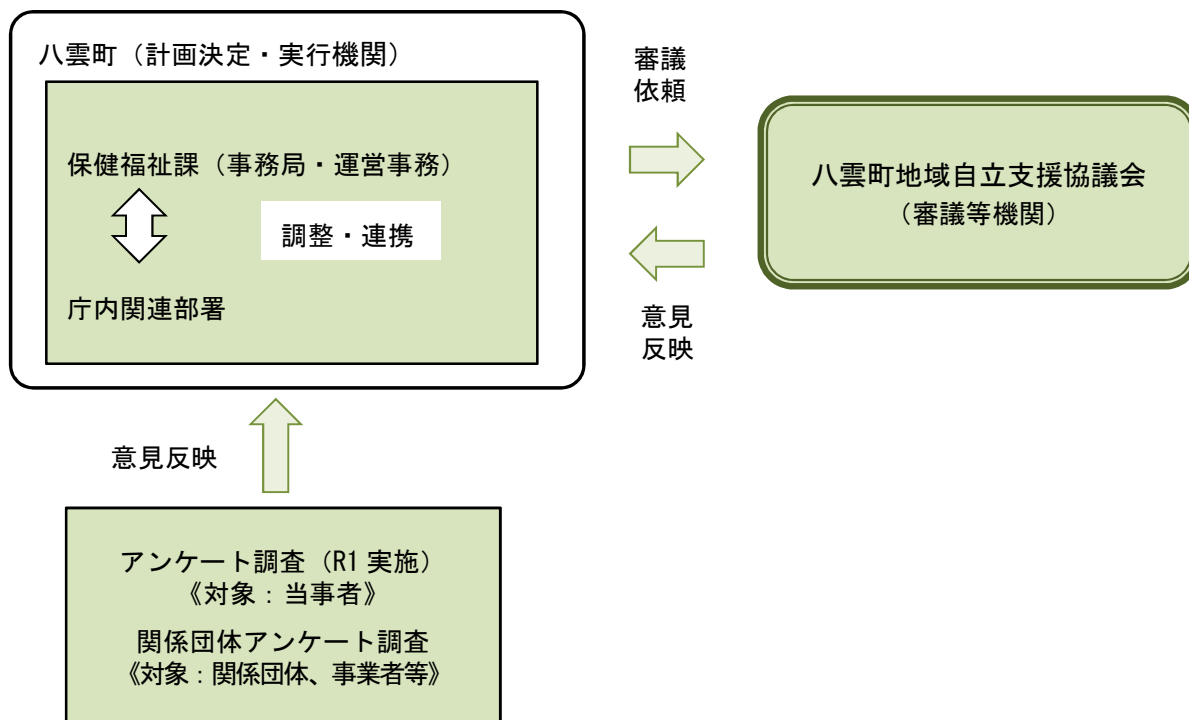 八雲町（計画決定・実行機関）
保健福祉課（事務局・運営事務）
調整・連携
庁内関連部署
審議
依頼
意見
反映
八雲町地域自立支援協議会
（審議等機関）
意見反映
アンケート調査（R1 実施）
《対象：当事者》
関係団体アンケート調査
《対象：関係団体、事業者等》